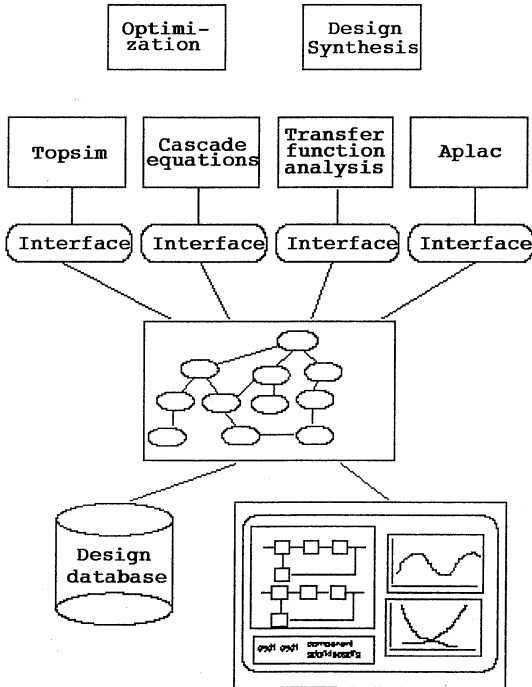 Optimi-
zation
Design
Synthesis
Topsim
Cascade
equations
Transfer
function
analysis
Aplac
Interface
Interface
Interface
Interface
Design
database